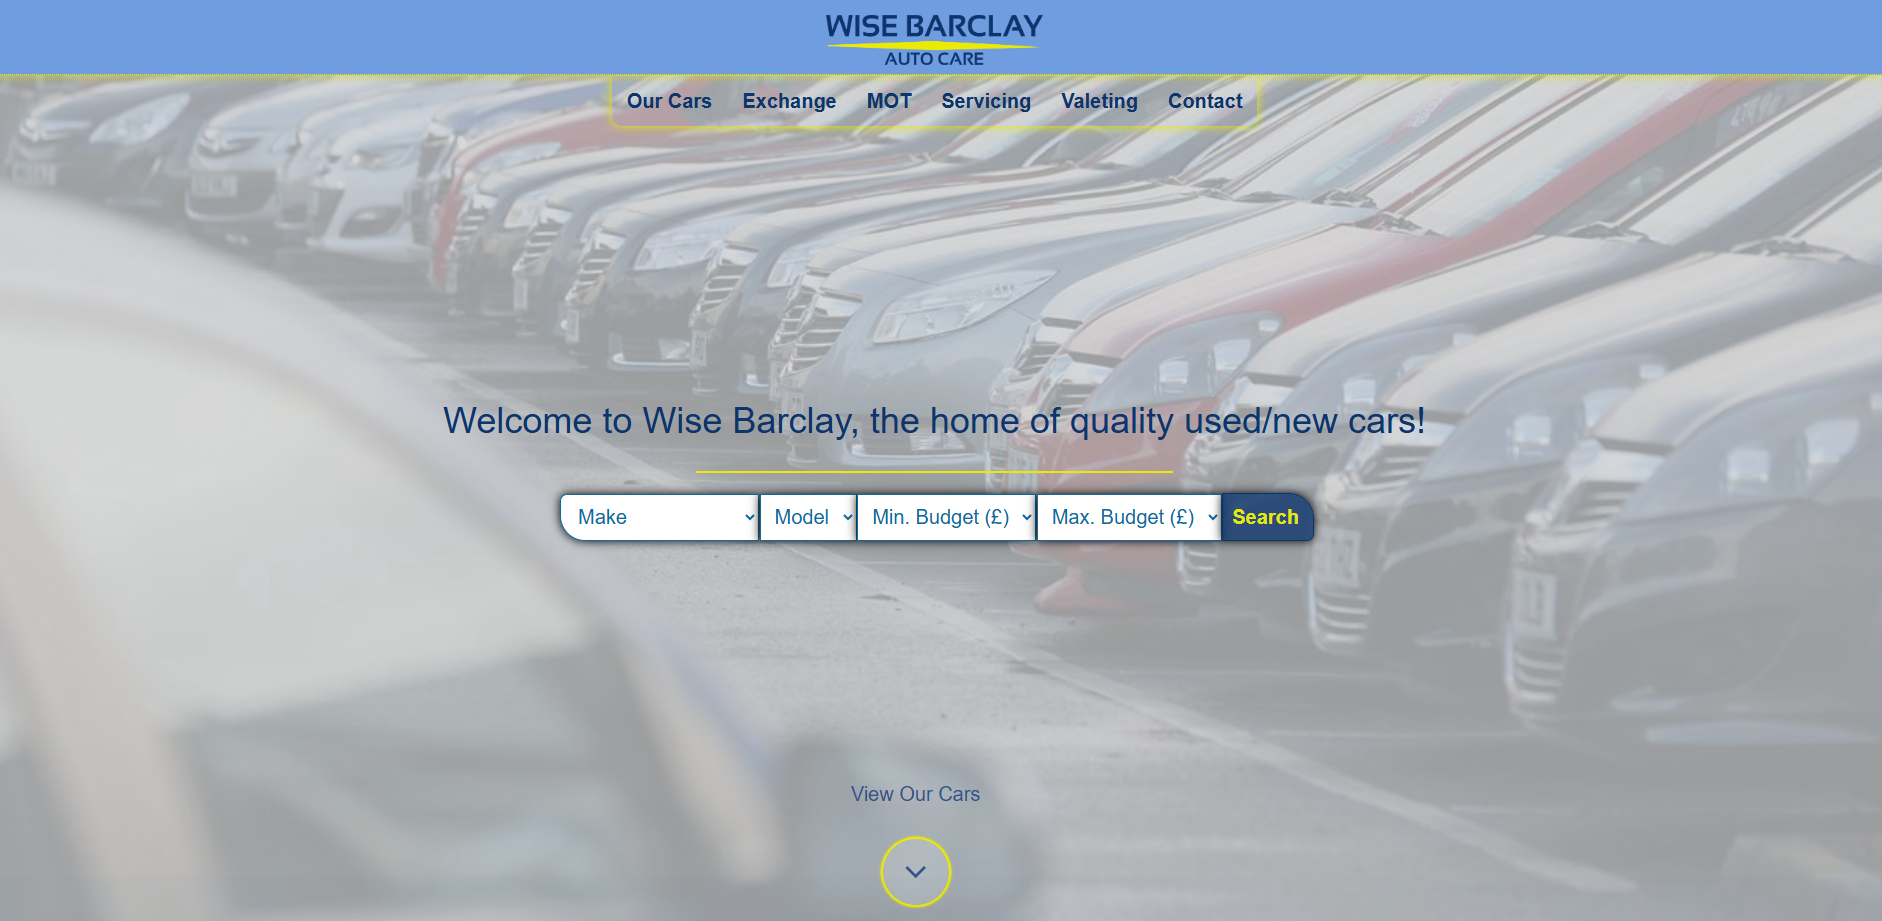 WISE BARCLAY
AUTO CARE
Our Cars Exchange MOT Servicing Valeting Contact
Welcome to Wise Barclay, the home of quality used/new cars!
Make Model Min. Budget (£) Max. Budget (£) Search
View Our Cars